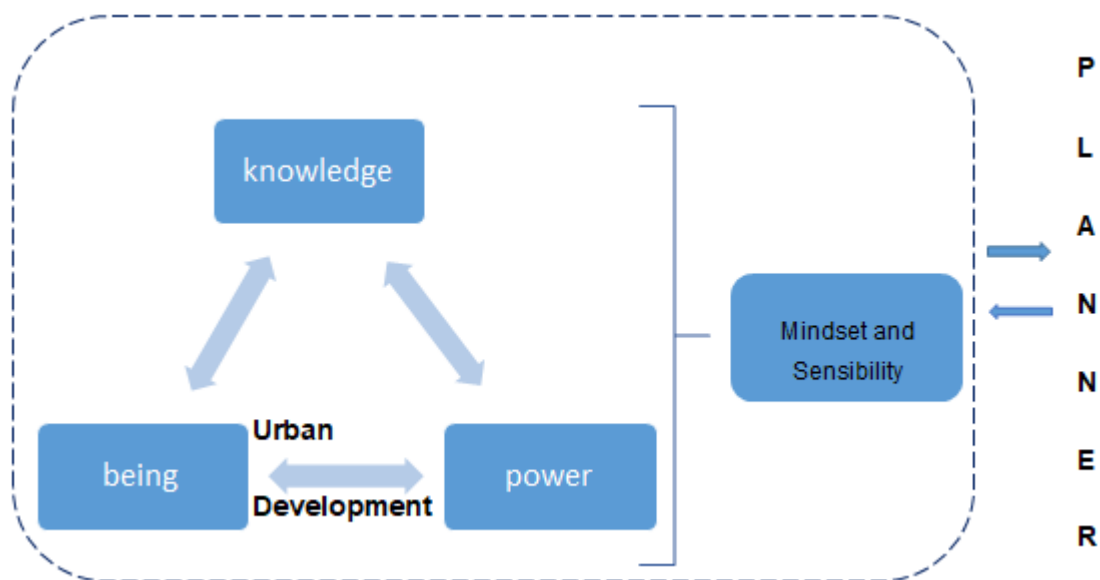 knowledge
being
Urban
Development
power
Mindset and
Sensibility
P
L
A
N
N
E
R